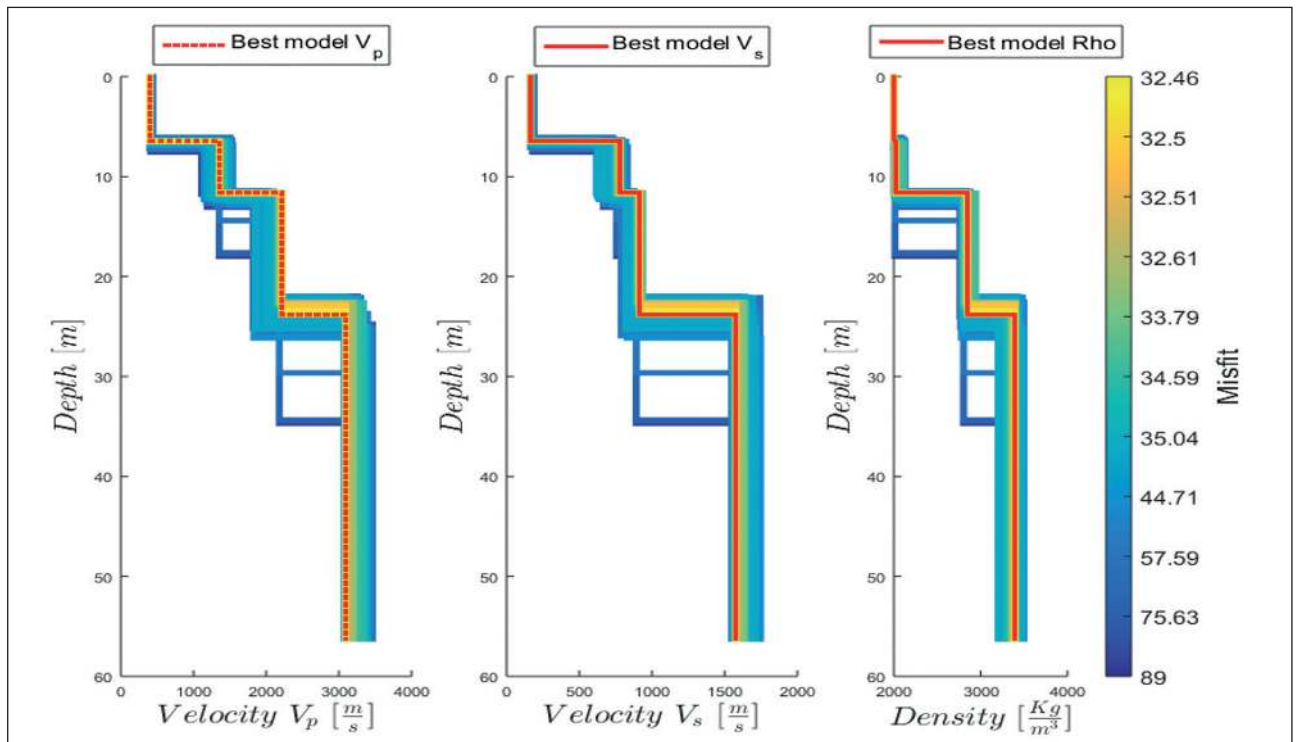 Best model V_p
Best model V_s
Best model Rho
0
10
20
30
40
50
60
Depth [m]
0 1000 2000 3000 4000
Velocity V_p [m/s]
0
10
20
30
40
50
60
Depth [m]
0 500 1000 1500 2000
Velocity V_s [m/s]
0
10
20
30
40
50
60
Depth [m]
2000 3000 4000
Density [Kg/m^3]
32.46
32.5
32.51
32.61
33.79
34.59
35.04
44.71
57.59
75.63
89
Misfit